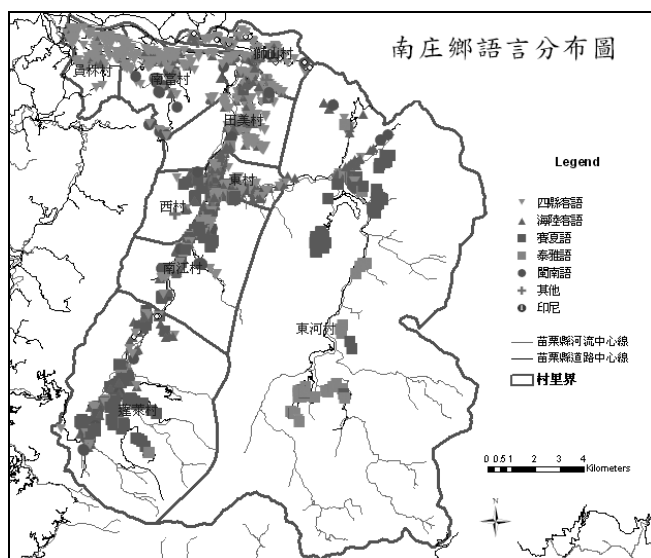 南庄鄉語言分布圖
獅山村
員林村
南富村
田美村
東村
西村
南江村
東河村
蓬萊村
Legend
四縣客語
海陸客語
賽夏語
泰雅語
閩南語
其他
印尼
苗栗縣河流中心線
苗栗縣道路中心線
村里界
0 0.5 1 2 3 4
Kilometers
N